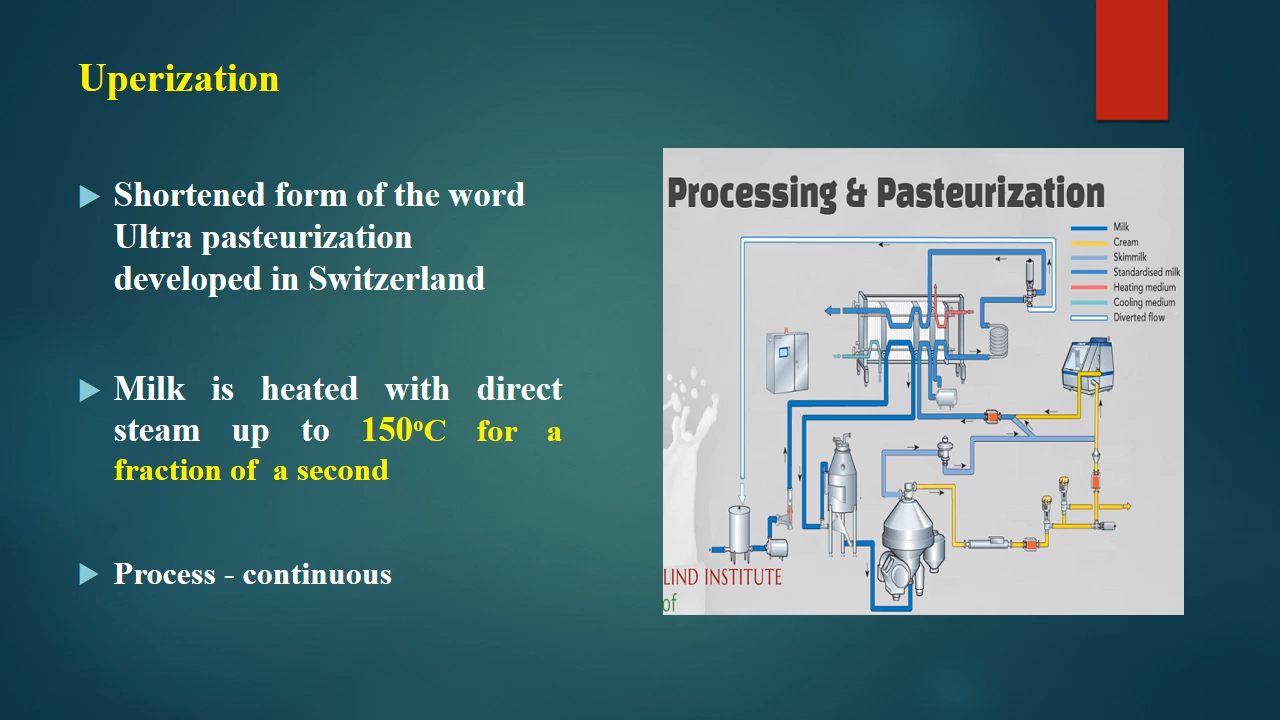 Uperization
Shortened form of the word
Ultra pasteurization
developed in Switzerland
Milk is heated with direct
steam up to 150ºC for a
fraction of a second
Process - continuous
Processing & Pasteurization
Milk
Cream
Skimmilk
Standardised milk
Heating medium
Cooling medium
Diverted flow
LIND INSTITUTE
of